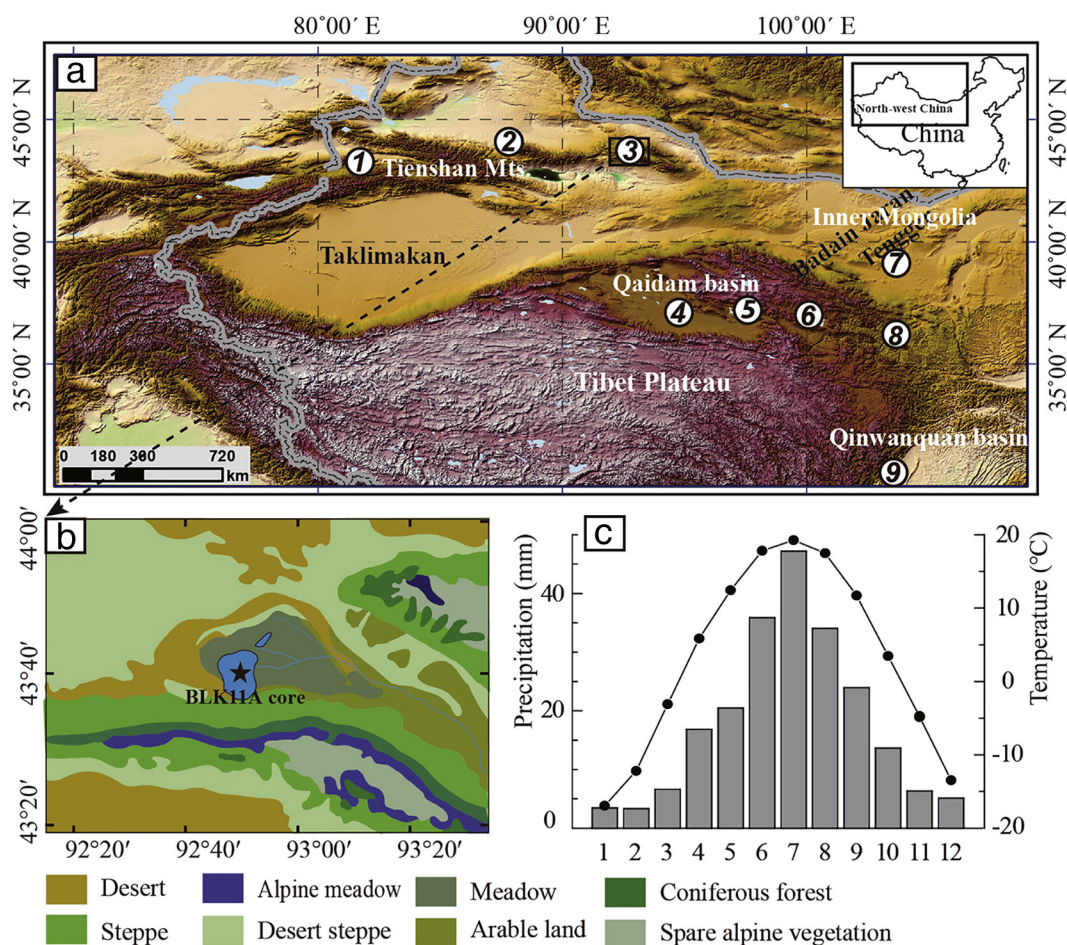 80°00′ E 90°00′ E 100°00′ E
a
45°00′ N
40°00′ N
35°00′ N
45°00′ N
40°00′ N
35°00′ N
North-west China
China
1
2
3
Tienshan Mts.
Inner Mongolia
Badain Jaran
Tengger
7
Taklimakan
Qaidam basin
4
5
6
8
Tibet Plateau
Qinwanquan basin
9
0 180 360 720
km
b
44°00′
43°40′
43°20′
BLK11A core
92°20′ 92°40′ 93°00′ 93°20′
c
Precipitation (mm)
40
20
0
Temperature (°C)
20
10
0
-10
-20
1 2 3 4 5 6 7 8 9 10 11 12
Desert Alpine meadow Meadow Coniferous forest
Steppe Desert steppe Arable land Spare alpine vegetation